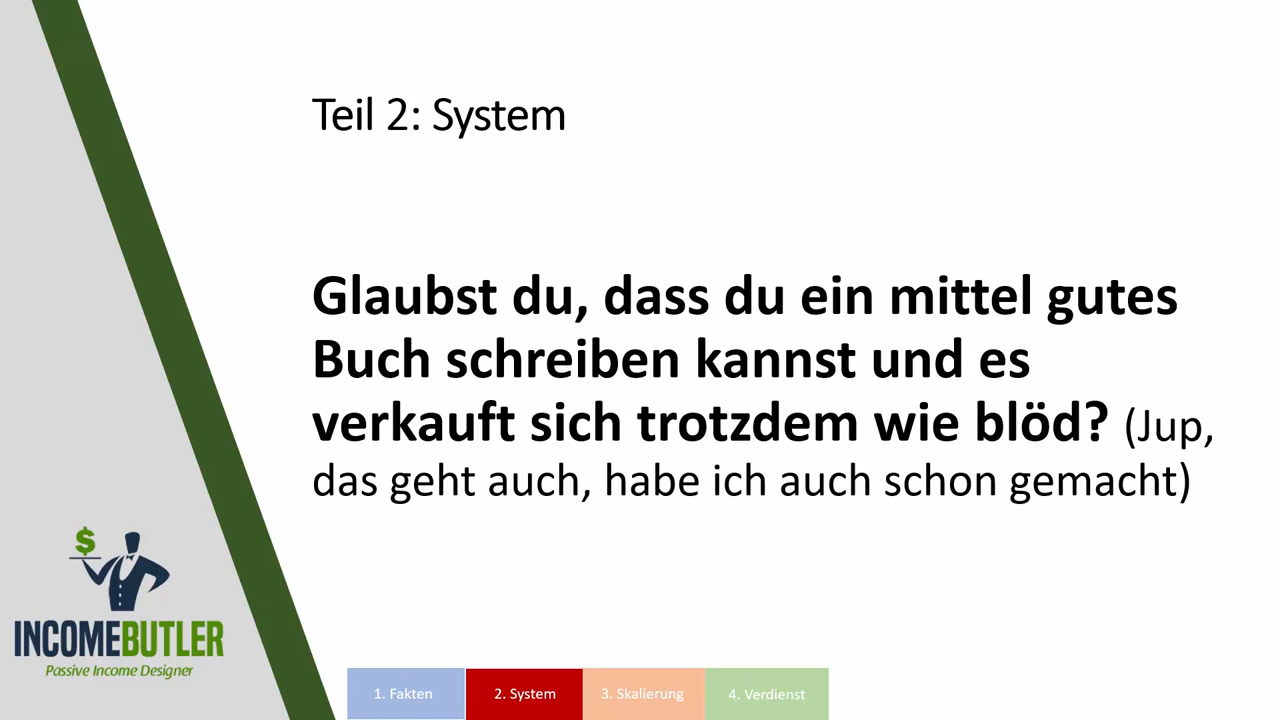 Teil 2: System
Glaubst du, dass du ein mittel gutes
Buch schreiben kannst und es
verkauft sich trotzdem wie blöd? (Jup,
das geht auch, habe ich auch schon gemacht)
$
INCOMEBUTLER
Passive Income Designer
1. Fakten
2. System
3. Skalierung
4. Verdienst